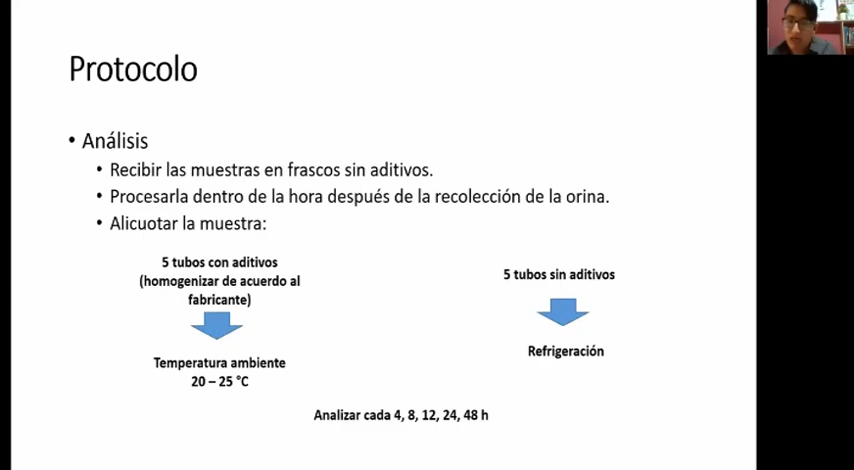 Protocolo
• Análisis
• Recibir las muestras en frascos sin aditivos.
• Procesarla dentro de la hora después de la recolección de la orina.
• Alicuotar la muestra:
5 tubos con aditivos
(homogenizar de acuerdo al
fabricante)
Temperatura ambiente
20 – 25 °C
5 tubos sin aditivos
Refrigeración
Analizar cada 4, 8, 12, 24, 48 h